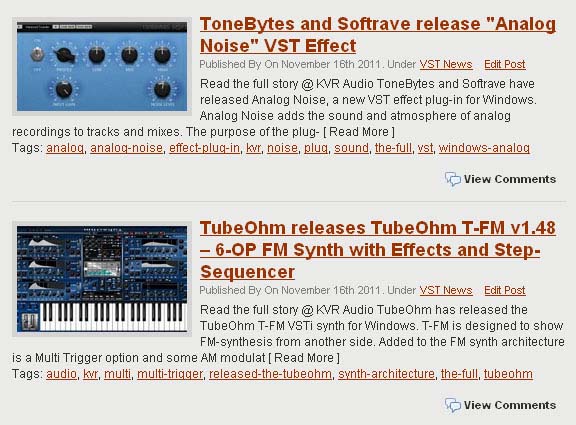 ToneBytes and Softrave release "Analog
Noise" VST Effect
Published By On November 16th 2011. Under VST News Edit Post
Read the full story @ KVR Audio ToneBytes and Softrave have
released Analog Noise, a new VST effect plug-in for Windows.
Analog Noise adds the sound and atmosphere of analog
recordings to tracks and mixes. The purpose of the plug- [ Read More ]
Tags: analog, analog-noise, effect-plug-in, kvr, noise, plug, sound, the-full, vst, windows-analog
View Comments
TubeOhm releases TubeOhm T-FM v1.48
– 6-OP FM Synth with Effects and Step-
Sequencer
Published By On November 16th 2011. Under VST News Edit Post
Read the full story @ KVR Audio TubeOhm has released the
TubeOhm T-FM VSTi synth for Windows. T-FM is designed to show
FM-synthesis from another side. Added to the FM synth architecture
is a Multi Trigger option and some AM modulat [ Read More ]
Tags: audio, kvr, multi, multi-trigger, released-the-tubeohm, synth-architecture, the-full, tubeohm
View Comments